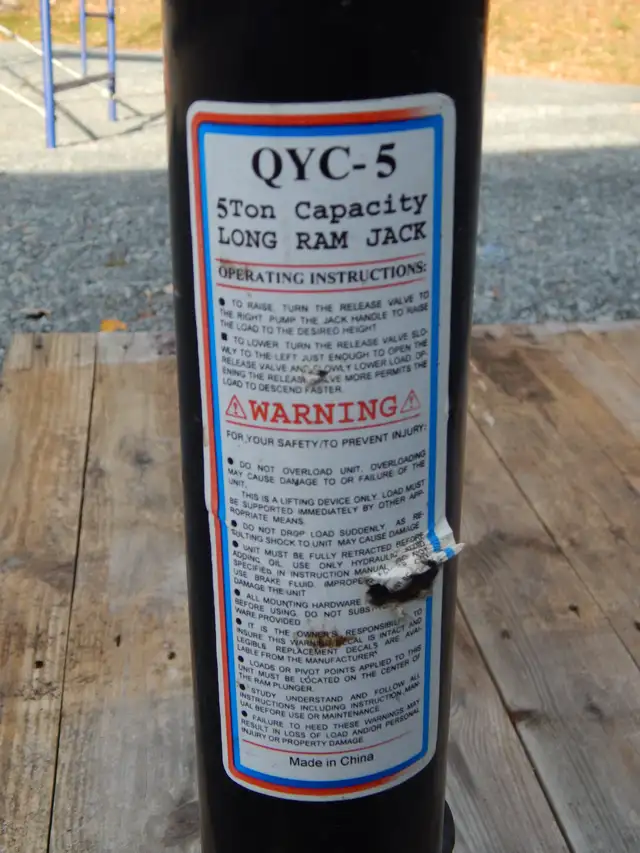 QYC-5
5Ton Capacity
LONG RAM JACK
OPERATING INSTRUCTIONS:
● TO RAISE, TURN THE RELEASE VALVE TO
THE RIGHT. PUMP THE JACK HANDLE TO RAISE
THE LOAD TO THE DESIRED HEIGHT
● TO LOWER TURN THE RELEASE VALVE SLO-
WLY TO THE LEFT JUST ENOUGH TO OPEN THE
RELEASE VALVE AND SLOWLY LOWER LOAD OP-
ENING THE RELEASE VALVE MORE PERMITS THE
LOAD TO DESCEND FASTER.
WARNING
FOR YOUR SAFETY/TO PREVENT INJURY:
● DO NOT OVERLOAD UNIT, OVERLOADING
MAY CAUSE DAMAGE TO OR FAILURE OF THE
UNIT.
THIS IS A LIFTING DEVICE ONLY. LOAD MUST
BE SUPPORTED IMMEDIATELY BY OTHER APP-
ROPRIATE MEANS.
● DO NOT DROP LOAD SUDDENLY, AS RE-
SULTING SHOCK TO UNIT MAY CAUSE DAMAGE
● UNIT MUST BE FULLY RETRACTED BEFORE
ADDING OIL, USE ONLY HYDRAULIC
SPECIFIED IN INSTRUCTION MANUAL
USE BRAKE FLUID.
DAMAGE THE UNIT
● ALL MOUNTING HARDWARE
BEFORE USING. DO NOT
WARE PROVIDED
● IT IS THE OWNER'S RESPONSIBILITY TO
INSURE THIS WARNING DECAL IS INTACT AND
LEGIBLE. REPLACEMENT DECALS ARE AVAI-
LABLE FROM THE MANUFACTURER
● LOADS OR PIVOT POINTS APPLIED TO THIS
UNIT MUST BE LOCATED ON THE CENTER OF
THE RAM PLUNGER.
● STUDY UNDERSTAND AND FOLLOW ALL
INSTRUCTIONS INCLUDING INSTRUCTION MAN-
UAL BEFORE USE OR MAINTENANCE
● FAILURE TO HEED THESE WARNINGS MAY
RESULT IN LOSS OF LOAD AND/OR PERSONAL
INJURY OR PROPERTY DAMAGE
Made in China